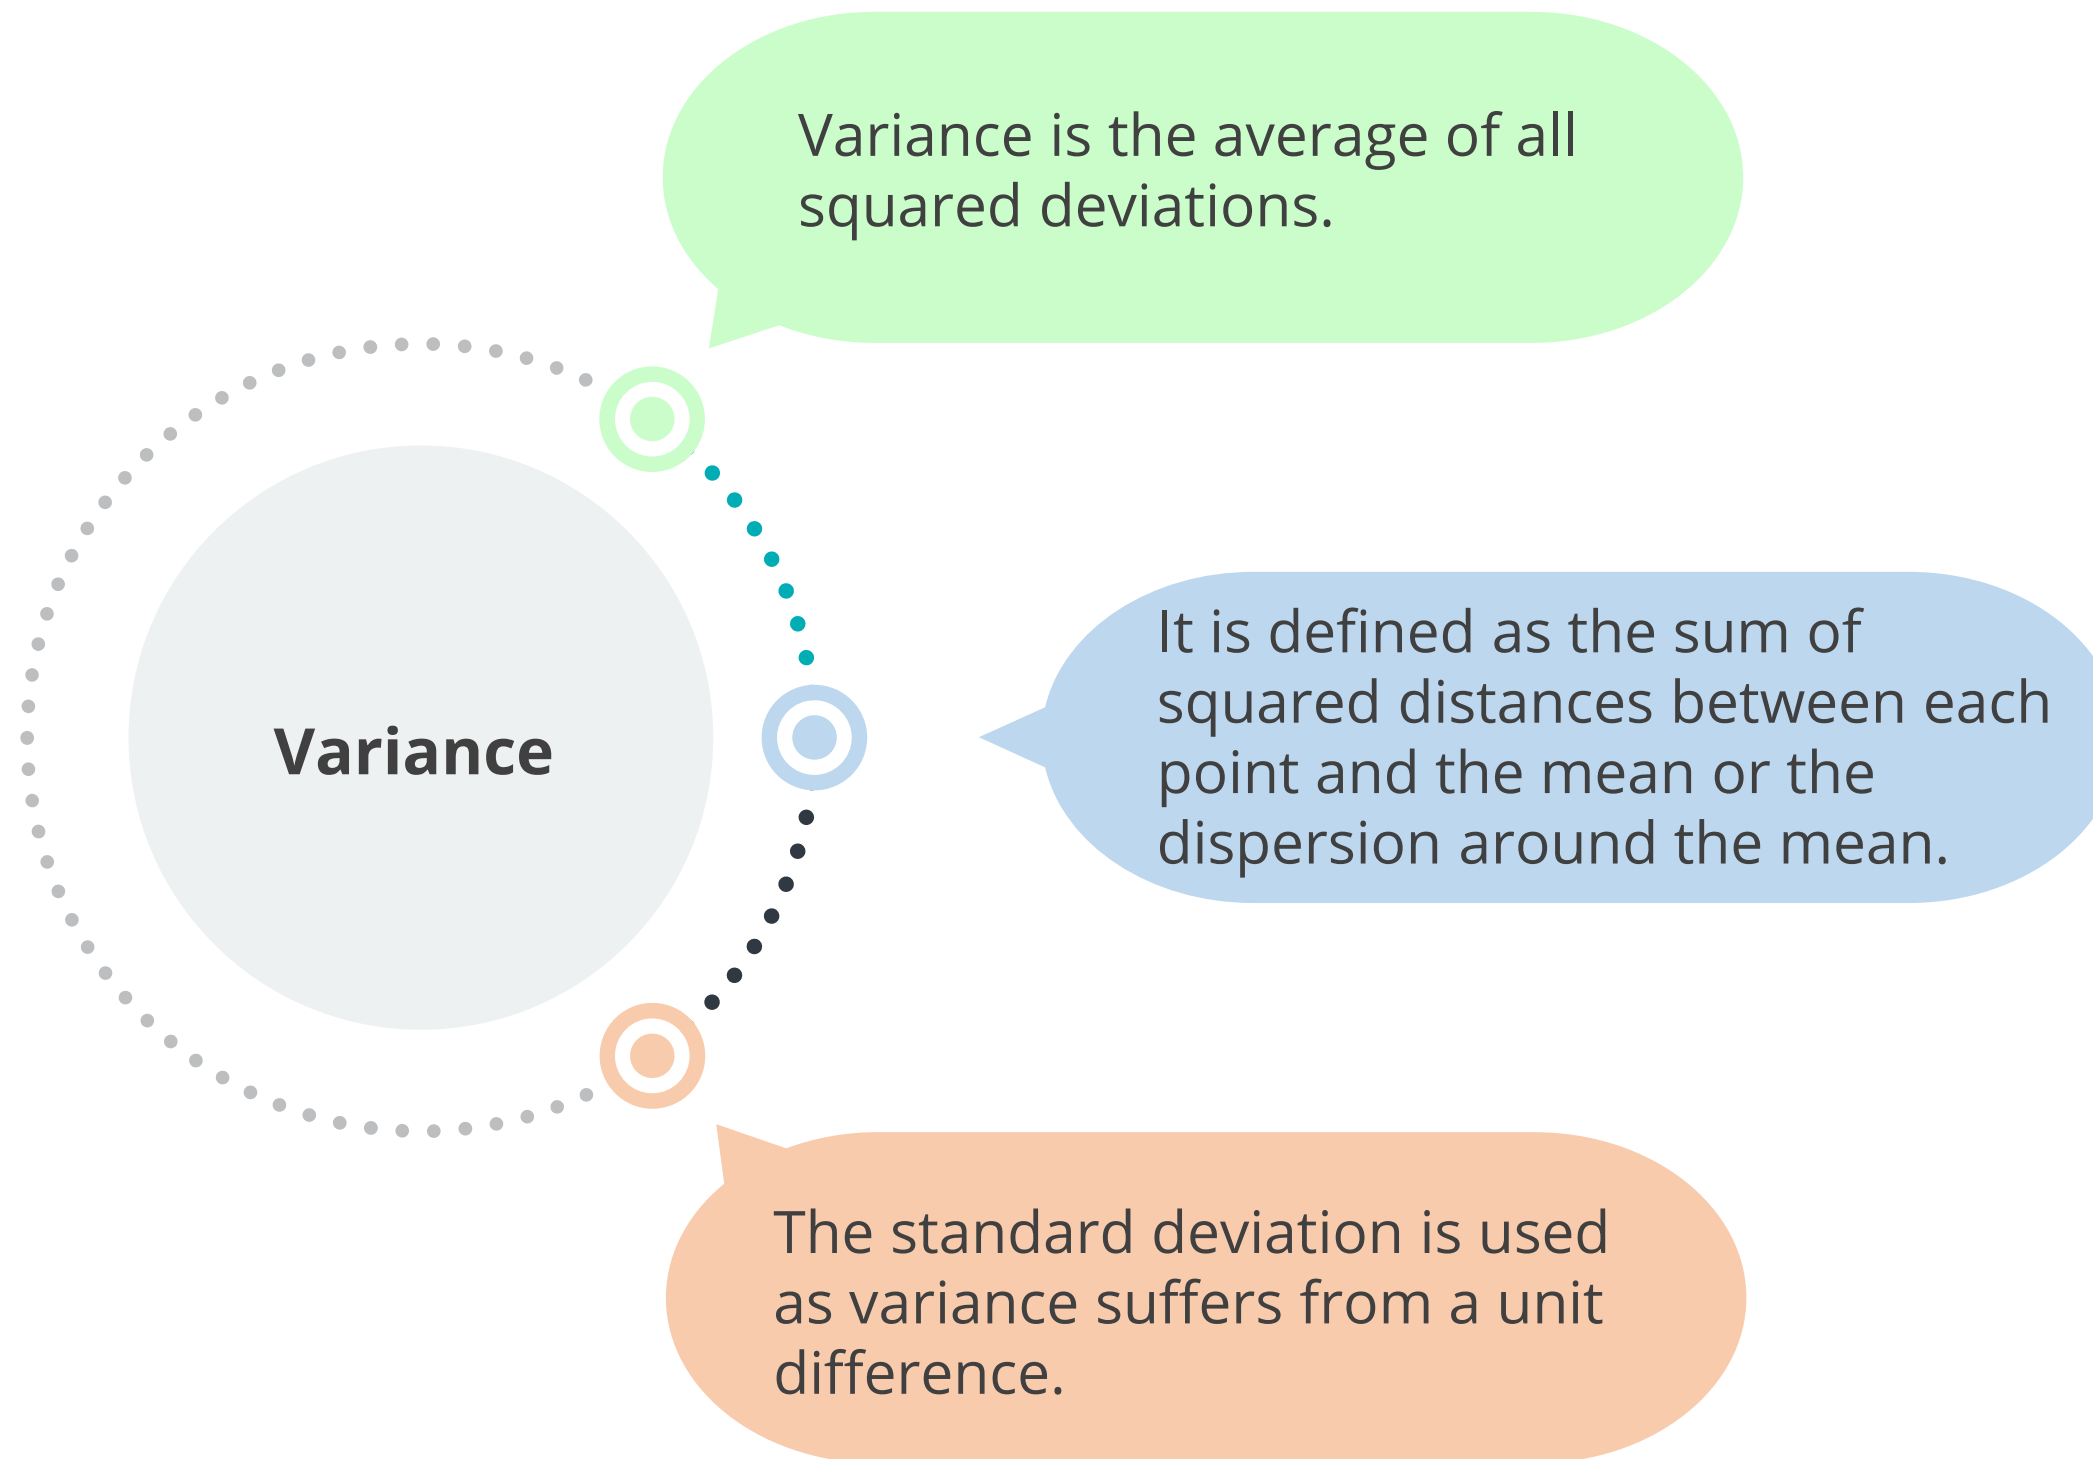 Variance is the average of all
squared deviations.
Variance
It is defined as the sum of
squared distances between each
point and the mean or the
dispersion around the mean.
The standard deviation is used
as variance suffers from a unit
difference.